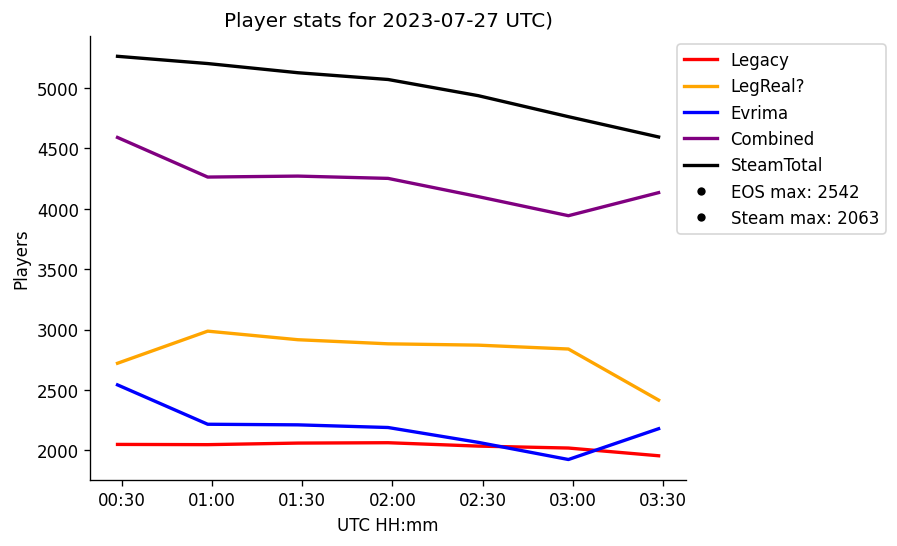 Player stats for 2023-07-27 UTC)
Legacy
LegReal?
Evrima
Combined
SteamTotal
EOS max: 2542
Steam max: 2063
Players
5000
4500
4000
3500
3000
2500
2000
00:30 01:00 01:30 02:00 02:30 03:00 03:30
UTC HH:mm